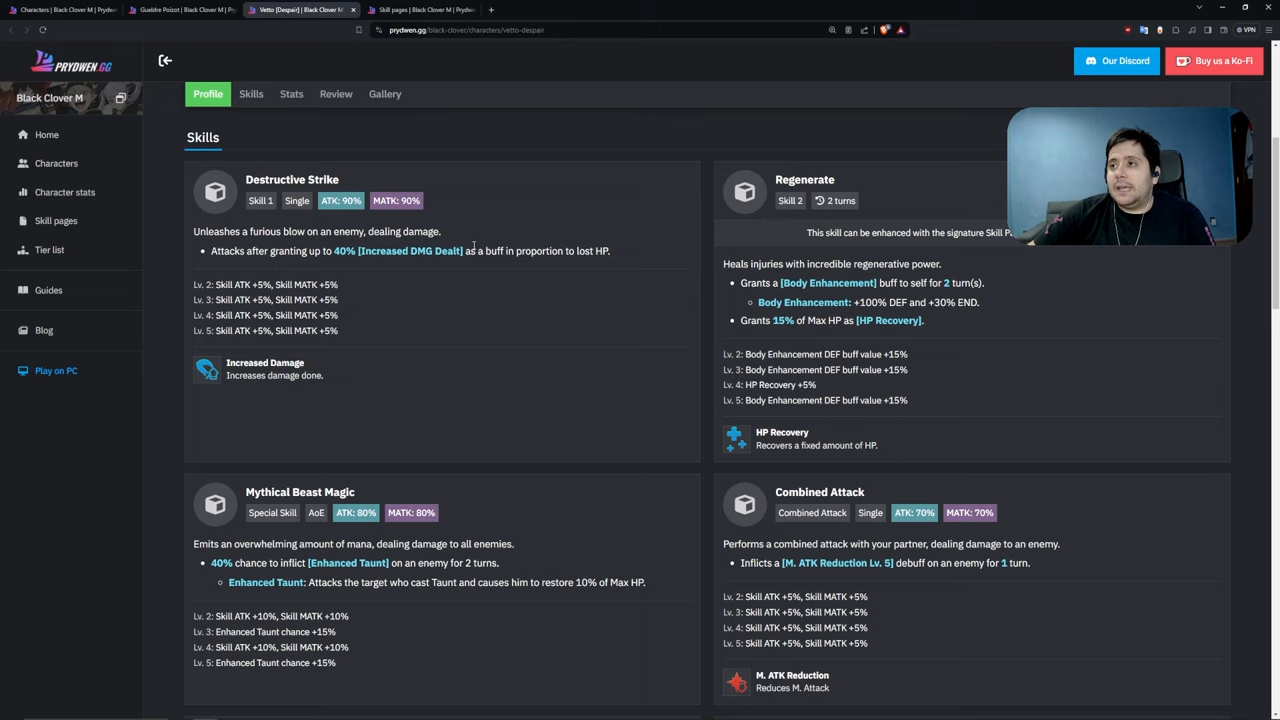 Characters | Black Clover M | Prydw
Gueldre Poizot | Black Clover M | Pr
Vetto [Despair] | Black Clover M
Skill pages | Black Clover M | Prydwe
prydwen.gg/black-clover/characters/vetto-despair
VPN
PRYDWEN.GG
Our Discord
Buy us a Ko-Fi
Black Clover M
Home
Characters
Character stats
Skill pages
Tier list
Guides
Blog
Play on PC
Profile
Skills
Stats
Review
Gallery
Skills
Destructive Strike
Skill 1
Single
ATK: 90%
MATK: 90%
Unleashes a furious blow on an enemy, dealing damage.
Attacks after granting up to 40% [Increased DMG Dealt] as a buff in proportion to lost HP.
Lv. 2: Skill ATK +5%, Skill MATK +5%
Lv. 3: Skill ATK +5%, Skill MATK +5%
Lv. 4: Skill ATK +5%, Skill MATK +5%
Lv. 5: Skill ATK +5%, Skill MATK +5%
Increased Damage
Increases damage done.
Regenerate
Skill 2
2 turns
This skill can be enhanced with the signature Skill
Heals injuries with incredible regenerative power.
Grants a [Body Enhancement] buff to self for 2 turn(s).
Body Enhancement: +100% DEF and +30% END.
Grants 15% of Max HP as [HP Recovery].
Lv. 2: Body Enhancement DEF buff value +15%
Lv. 3: Body Enhancement DEF buff value +15%
Lv. 4: HP Recovery +5%
Lv. 5: Body Enhancement DEF buff value +15%
HP Recovery
Recovers a fixed amount of HP.
Mythical Beast Magic
Special Skill
AoE
ATK: 80%
MATK: 80%
Emits an overwhelming amount of mana, dealing damage to all enemies.
40% chance to inflict [Enhanced Taunt] on an enemy for 2 turns.
Enhanced Taunt: Attacks the target who cast Taunt and causes him to restore 10% of Max HP.
Lv. 2: Skill ATK +10%, Skill MATK +10%
Lv. 3: Enhanced Taunt chance +15%
Lv. 4: Skill ATK +10%, Skill MATK +10%
Lv. 5: Enhanced Taunt chance +15%
Combined Attack
Combined Attack
Single
ATK: 70%
MATK: 70%
Performs a combined attack with your partner, dealing damage to an enemy.
Inflicts a [M. ATK Reduction Lv. 5] debuff on an enemy for 1 turn.
Lv. 2: Skill ATK +5%, Skill MATK +5%
Lv. 3: Skill ATK +5%, Skill MATK +5%
Lv. 4: Skill ATK +5%, Skill MATK +5%
Lv. 5: Skill ATK +5%, Skill MATK +5%
M. ATK Reduction
Reduces M. Attack